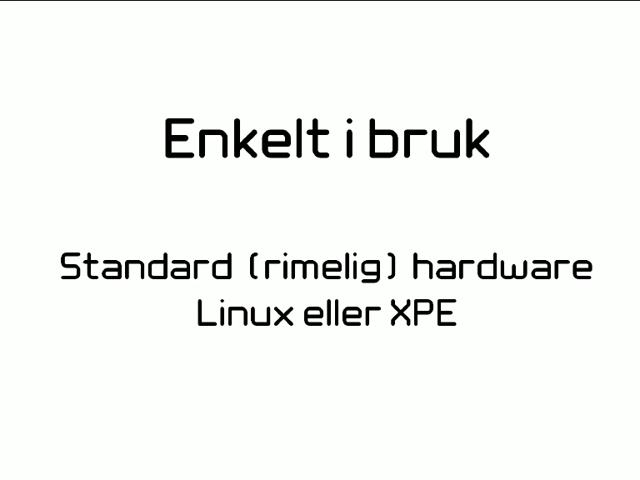 Enkelt i bruk
Standard (rimelig) hardware
Linux eller XPE